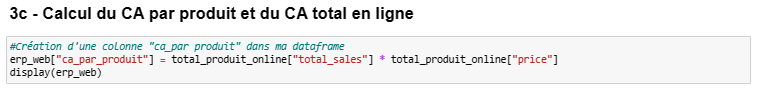 3c - Calcul du CA par produit et du CA total en ligne
#Création d'une colonne "ca_par produit" dans ma dataframe
erp_web["ca_par_produit"] = total_produit_online["total_sales"] * total_produit_online["price"]
display(erp_web)